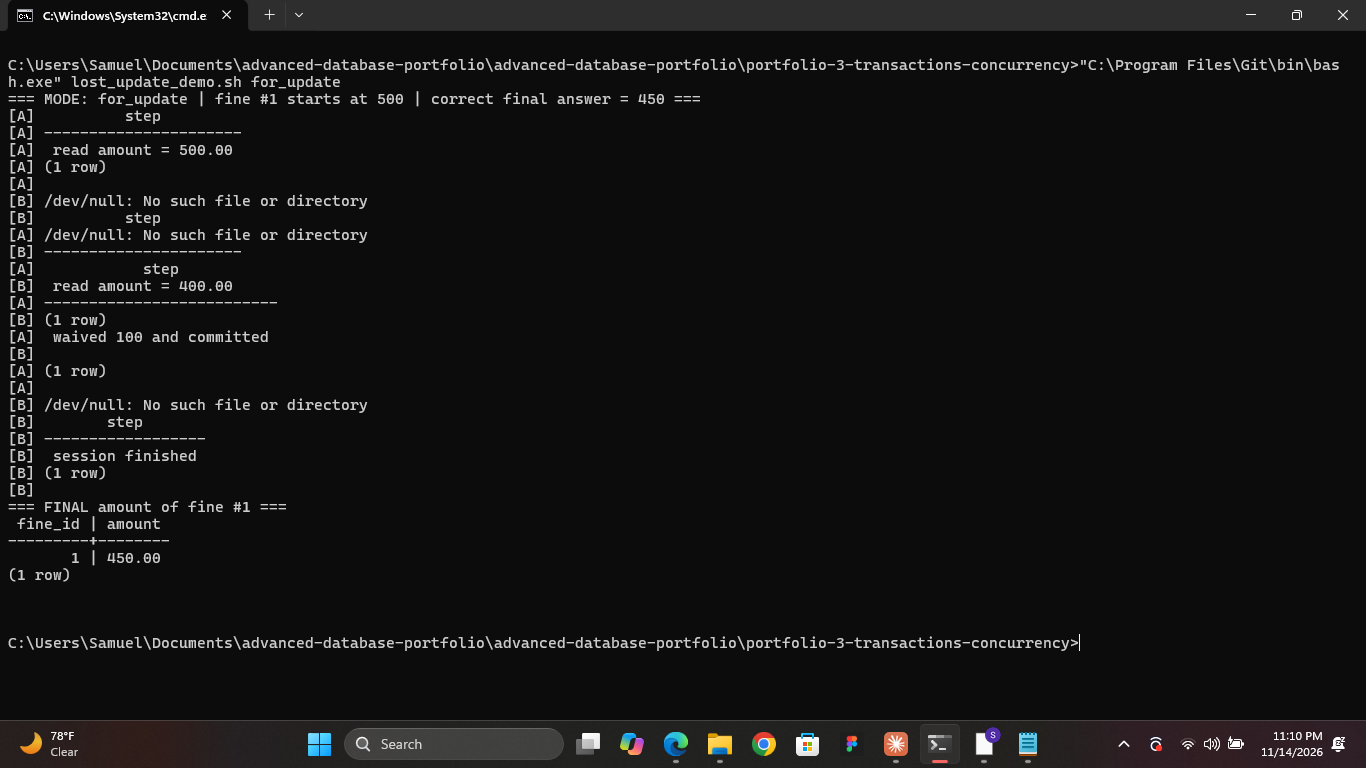 C:\Windows\System32\cmd.e
C:\Users\Samuel\Documents\advanced-database-portfolio\advanced-database-portfolio\portfolio-3-transactions-concurrency>"C:\Program Files\Git\bin\bas
h.exe" lost_update_demo.sh for_update
=== MODE: for_update | fine #1 starts at 500 | correct final answer = 450 ===
[A]          step
[A] ----------------------
[A]  read amount = 500.00
[A] (1 row)
[A]
[B] /dev/null: No such file or directory
[B]          step
[A] /dev/null: No such file or directory
[B] ----------------------
[A]            step
[B]  read amount = 400.00
[A] --------------------------
[B] (1 row)
[A]  waived 100 and committed
[B]
[A] (1 row)
[A]
[B] /dev/null: No such file or directory
[B]        step
[B] ------------------
[B]  session finished
[B] (1 row)
[B]
=== FINAL amount of fine #1 ===
 fine_id | amount
---------+--------
       1 | 450.00
(1 row)
C:\Users\Samuel\Documents\advanced-database-portfolio\advanced-database-portfolio\portfolio-3-transactions-concurrency>
78°F
Clear
Search
S
11:10 PM
11/14/2026